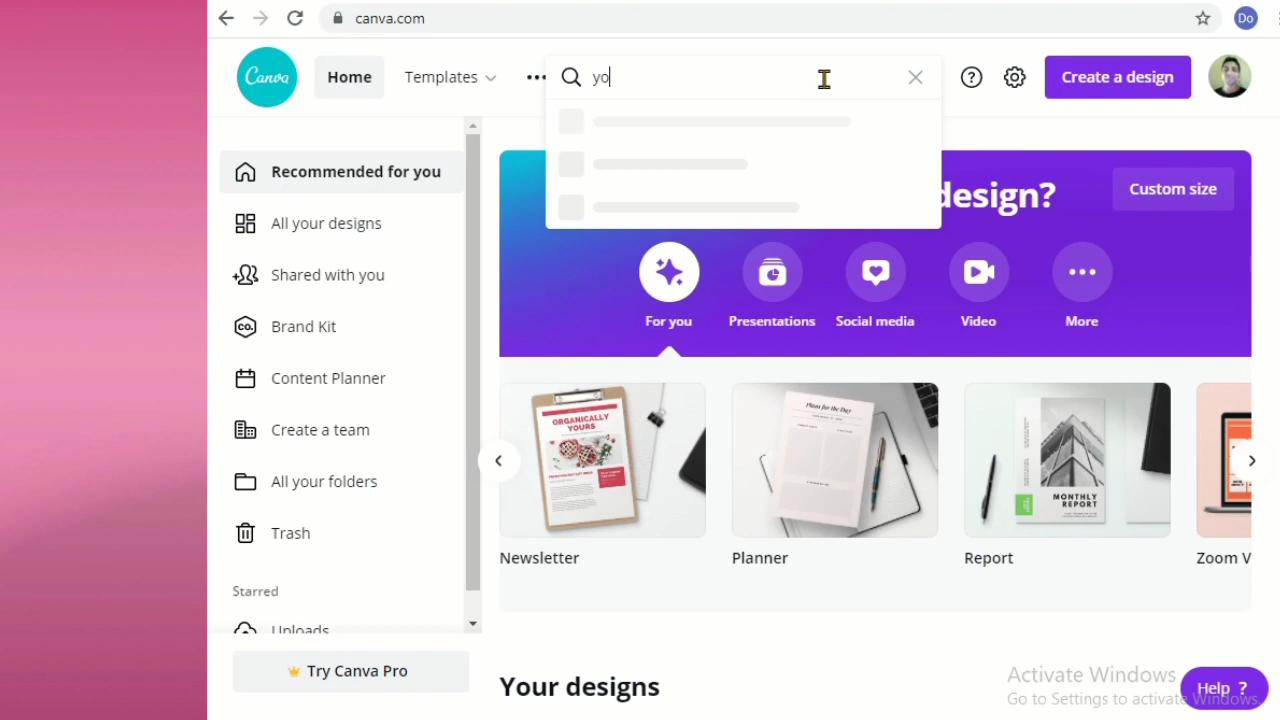 canva.com
Do
Canva
Home
Templates
yo
Create a design
Recommended for you
All your designs
Shared with you
Brand Kit
Content Planner
Create a team
All your folders
Trash
Starred
Uploads
Try Canva Pro
design?
Custom size
For you
Presentations
Social media
Video
More
ORGANICALLY
YOURS
Plans for the Day
MONTHLY
REPORT
Newsletter
Planner
Report
Zoom V
Your designs
Activate Windows
Go to Settings to activate Windows.
Help ?